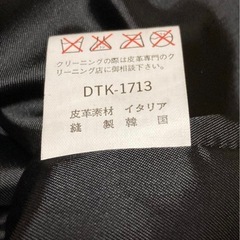 クリーニングの際は皮革専門のク
リーニング店に御相談下さい。
DTK-1713
皮革素材 イタリア
縫製 韓国